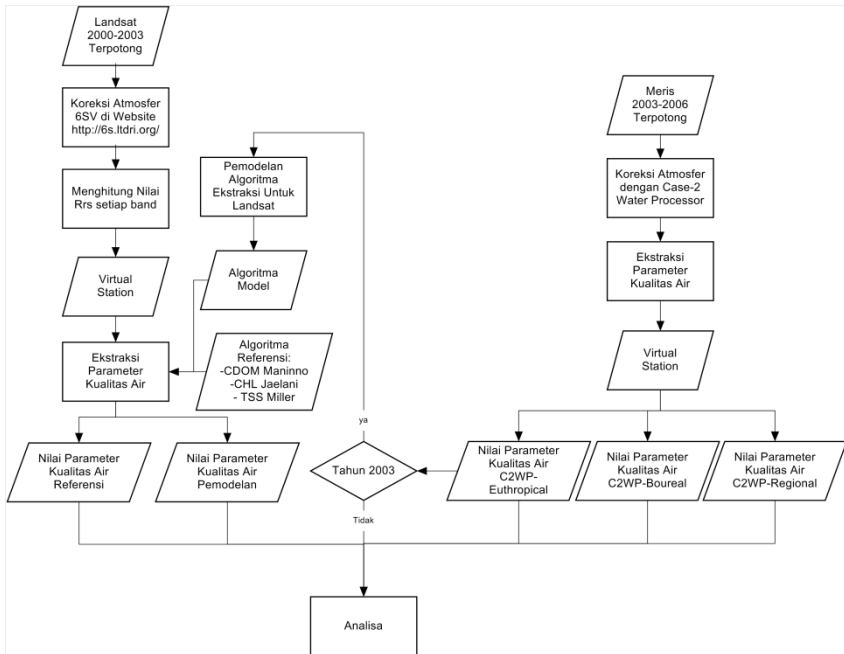 Landsat
2000-2003
Terpotong
Koreksi Atmosfer
6SV di Website
http://6s.ltdri.org/
Menghitung Nilai
Rrs setiap band
Virtual
Station
Ekstraksi
Parameter
Kualitas Air
Nilai Parameter
Kualitas Air
Referensi
Nilai Parameter
Kualitas Air
Pemodelan
Pemodelan
Algoritma
Ekstraksi Untuk
Landsat
Algoritma
Model
Algoritma
Referensi:
-CDOM Maninno
-CHL Jaelani
- TSS Miller
ya
Tahun 2003
Tidak
Meris
2003-2006
Terpotong
Koreksi Atmosfer
dengan Case-2
Water Processor
Ekstraksi
Parameter
Kualitas Air
Virtual
Station
Nilai Parameter
Kualitas Air
C2WP-
Euthropical
Nilai Parameter
Kualitas Air
C2WP-Boureal
Nilai Parameter
Kualitas Air
C2WP-Regional
Analisa